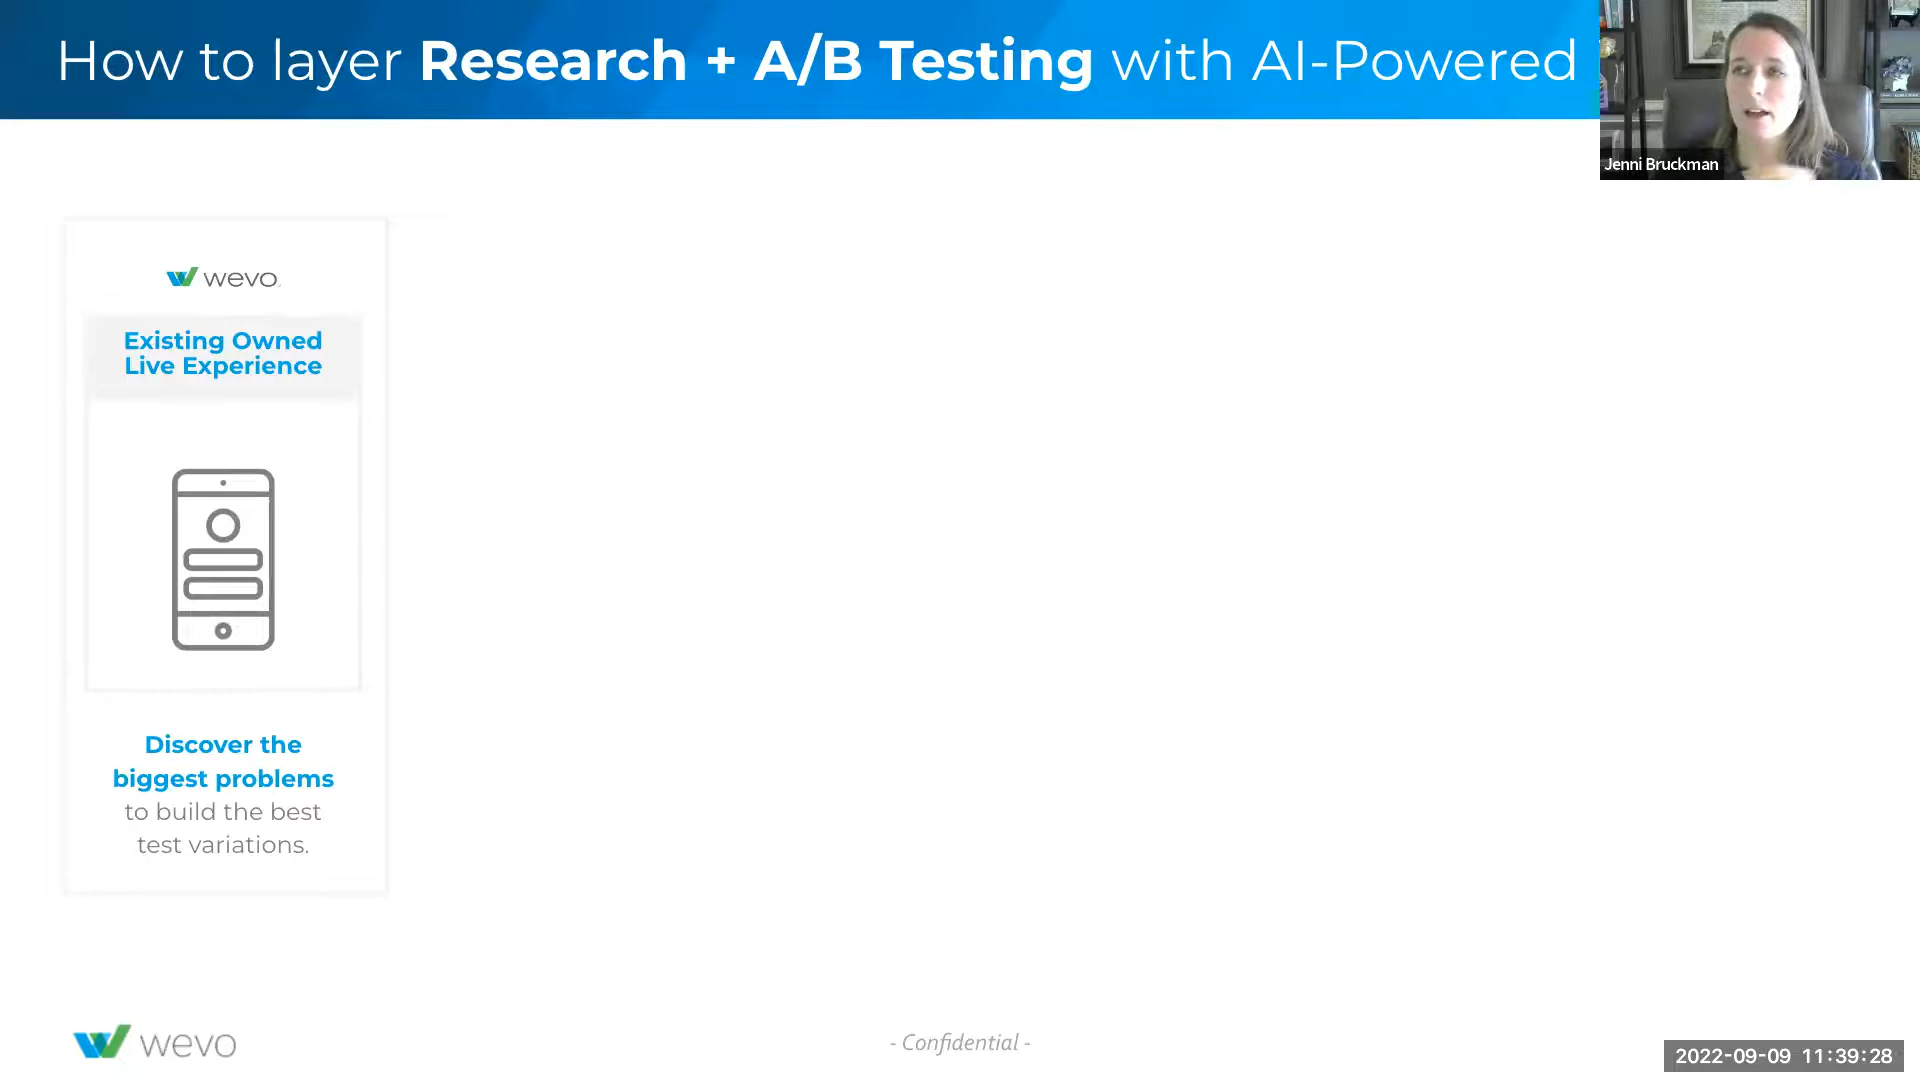 How to layer Research + A/B Testing with AI-Powered
Jenni Bruckman
wevo
Existing Owned
Live Experience
Discover the
biggest problems
to build the best
test variations.
wevo
- Confidential -
2022-09-09 11:39:28